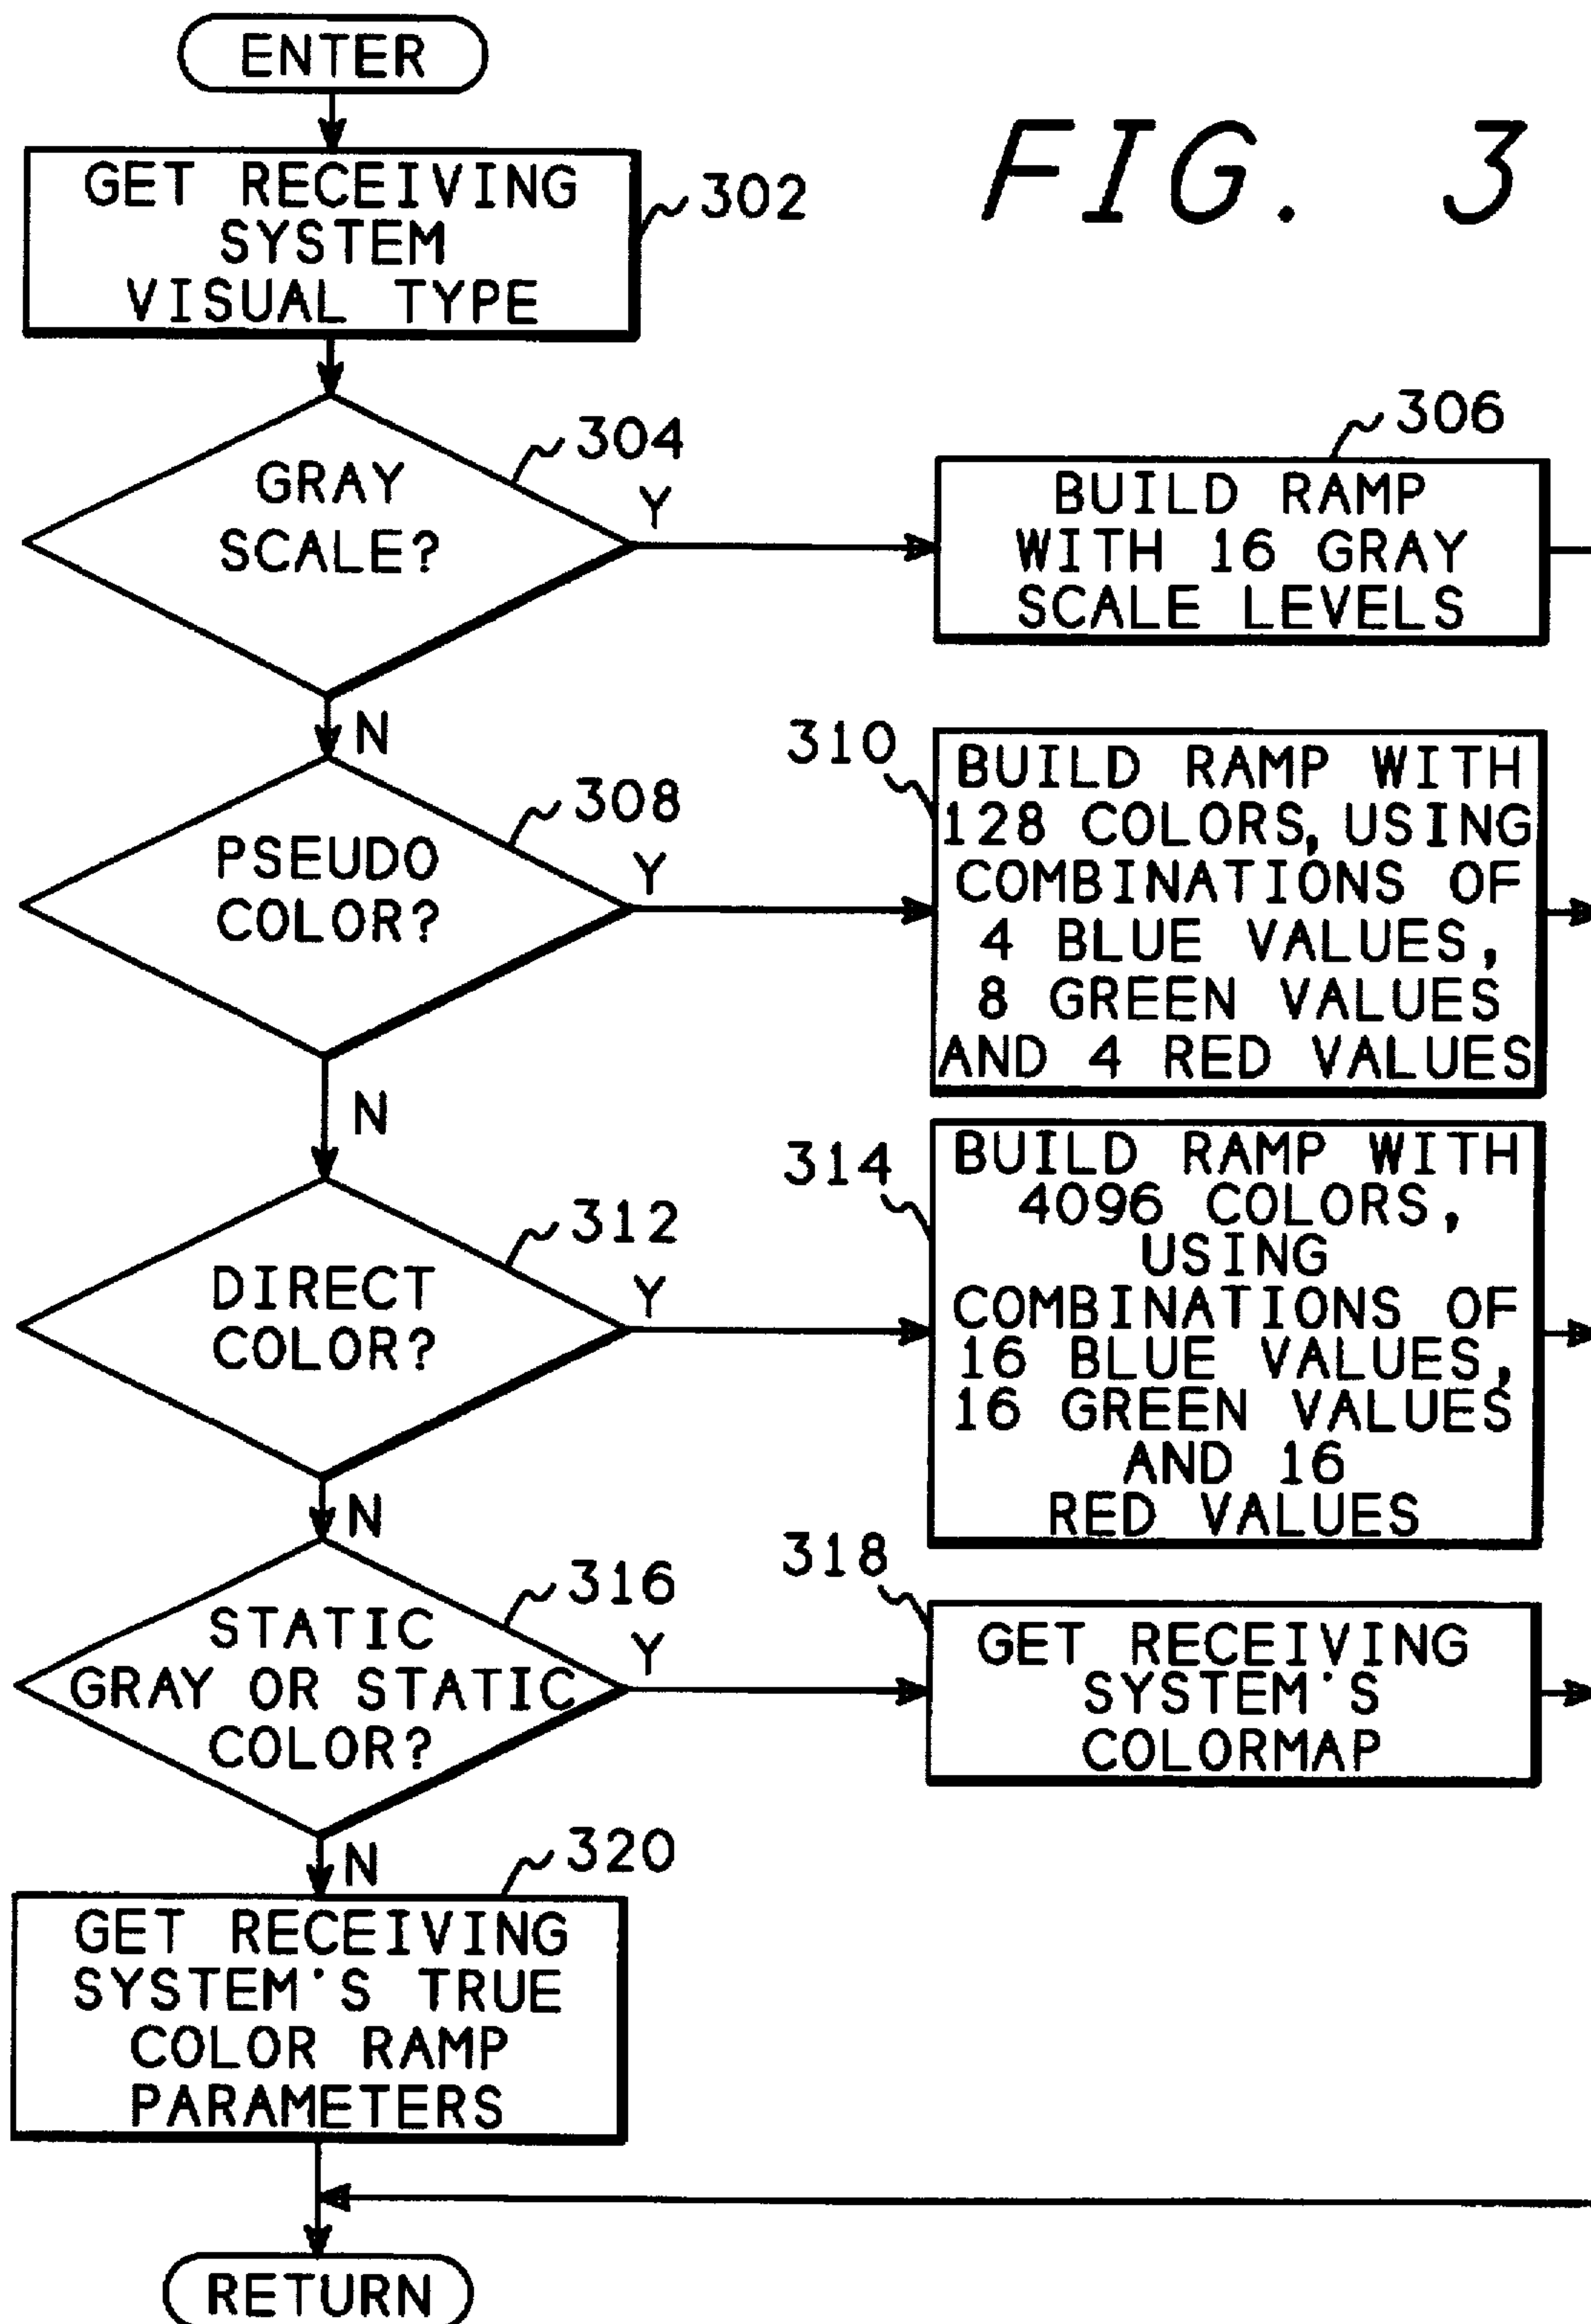 ENTER
FIG. 3
GET RECEIVING
SYSTEM
VISUAL TYPE
302
GRAY
SCALE?
304
Y
306
BUILD RAMP
WITH 16 GRAY
SCALE LEVELS
N
PSEUDO
COLOR?
308
Y
310
BUILD RAMP WITH
128 COLORS, USING
COMBINATIONS OF
4 BLUE VALUES,
8 GREEN VALUES
AND 4 RED VALUES
N
DIRECT
COLOR?
312
Y
314
BUILD RAMP WITH
4096 COLORS,
USING
COMBINATIONS OF
16 BLUE VALUES,
16 GREEN VALUES
AND 16
RED VALUES
N
STATIC
GRAY OR STATIC
COLOR?
316
Y
318
GET RECEIVING
SYSTEM'S
COLORMAP
N
320
GET RECEIVING
SYSTEM'S TRUE
COLOR RAMP
PARAMETERS
RETURN